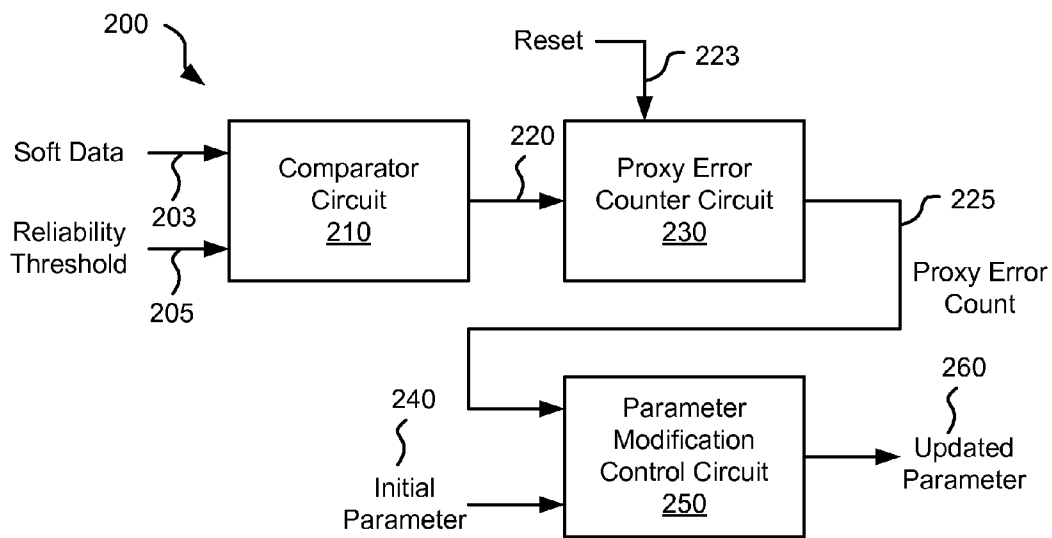 200
Reset
223
Soft Data
203
Reliability
Threshold
205
Comparator
Circuit
210
220
Proxy Error
Counter Circuit
230
225
Proxy Error
Count
240
Initial
Parameter
Parameter
Modification
Control Circuit
250
260
Updated
Parameter